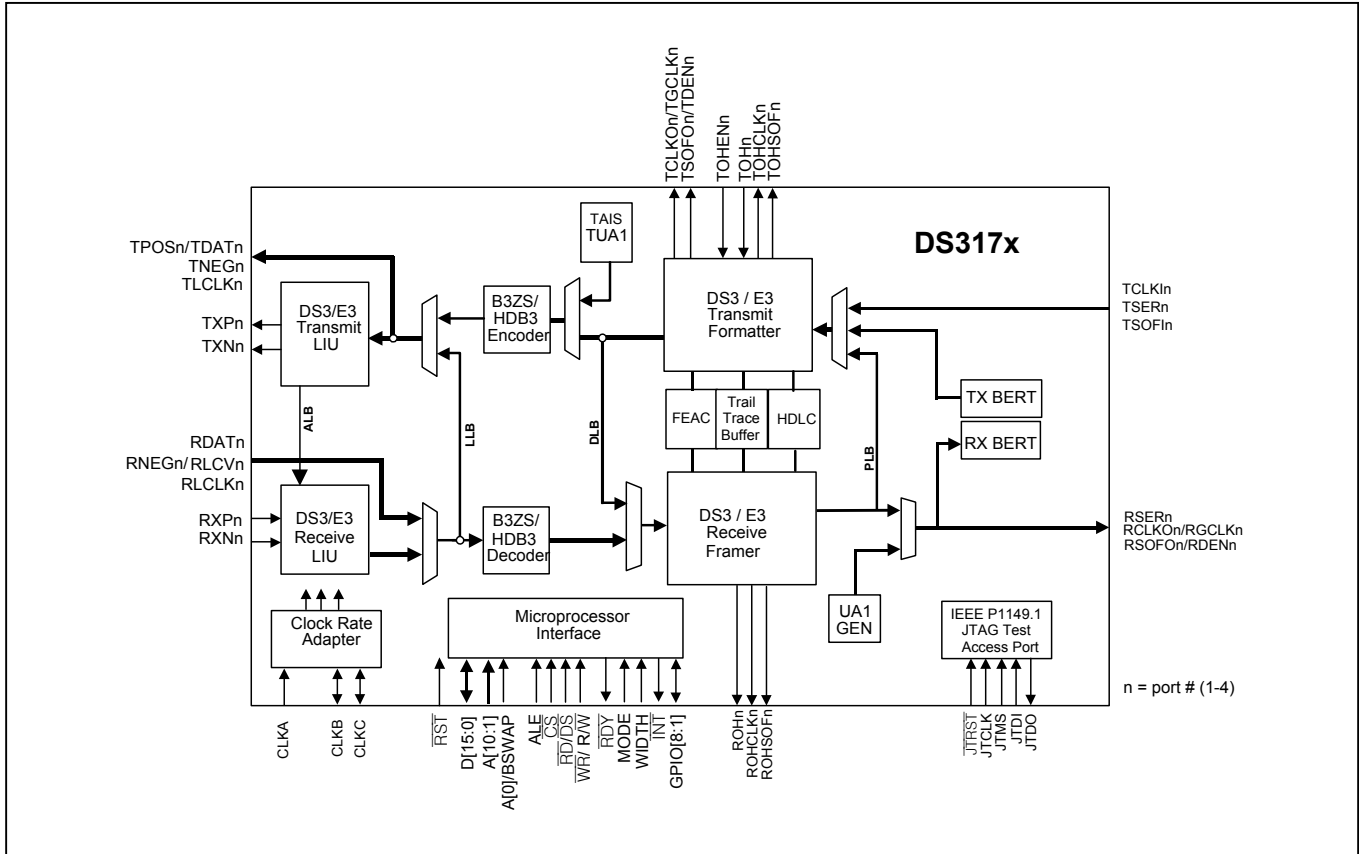 TCLKOn/TGCLKn
TSOFOn/TDENn
TOHENn
TOHn
TOHCLKn
TOHSOFn
DS317x
TAIS
TUA1
TPOSn/TDATn
TNEGn
TLCLKn
TXPn
TXNn
DS3/E3
Transmit
LIU
B3ZS/
HDB3
Encoder
DS3 / E3
Transmit
Formatter
TCLKIn
TSERn
TSOFIn
TX BERT
RX BERT
FEAC
Trail
Trace
Buffer
HDLC
ALB
LLB
DLB
PLB
RDATn
RNEGn/ RLCVn
RLCLKn
RXPn
RXNn
DS3/E3
Receive
LIU
B3ZS/
HDB3
Decoder
DS3 / E3
Receive
Framer
RSERn
RCLKOn/RGCLKn
RSOFOn/RDENn
UA1
GEN
Clock Rate
Adapter
Microprocessor
Interface
IEEE P1149.1
JTAG Test
Access Port
n = port # (1-4)
CLKA
CLKB
CLKC
RST
D[15:0]
A[10:1]
A[0]/BSWAP
ALE
CS
RD/DS
WR/ R/W
RDY
MODE
WIDTH
INT
GPIO[8:1]
ROHn
ROHCLKn
ROHSOFn
JTRST
JTCLK
JTMS
JTDI
JTDO